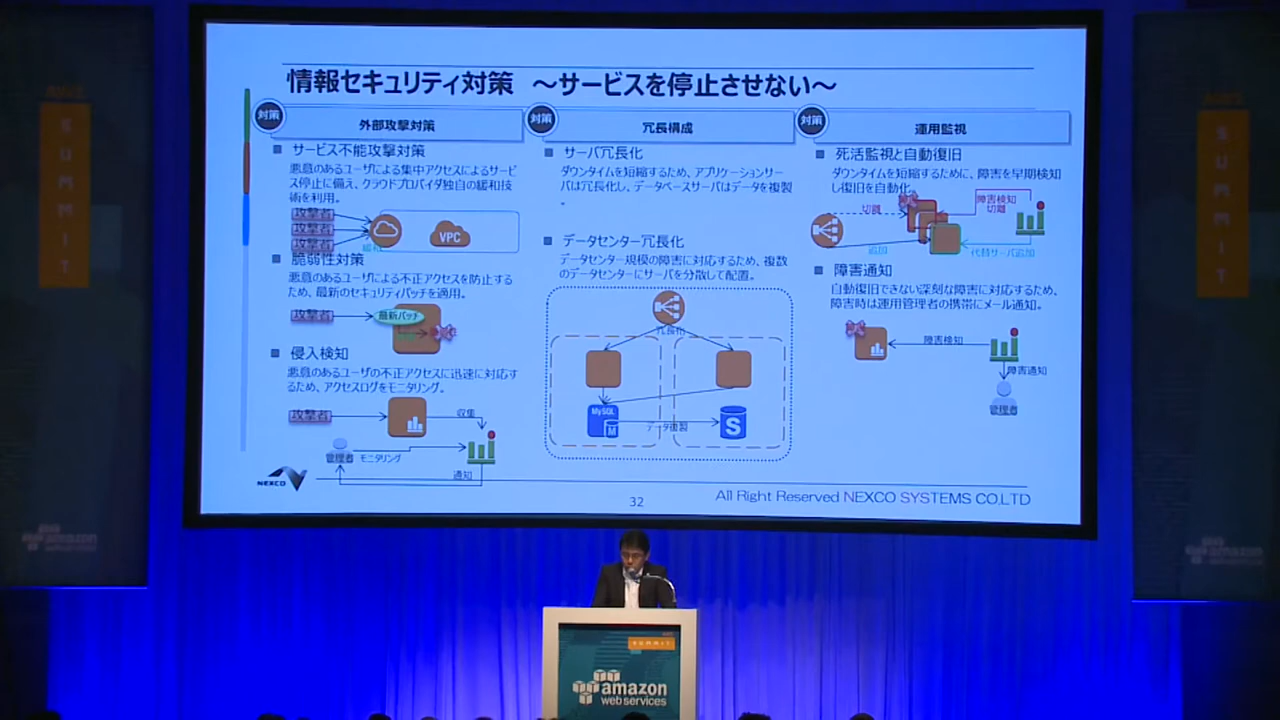 情報セキュリティ対策 ～サービスを停止させない～
対策
外部攻撃対策
■ サービス不能攻撃対策
悪意のあるユーザによる集中アクセスによるサービ
ス停止に備え、クラウドプロバイダ独自の緩和技
術を利用。
攻撃者
攻撃者
攻撃者
緩和
VPC
■ 脆弱性対策
悪意のあるユーザによる不正アクセスを防止する
ため、最新のセキュリティパッチを適用。
攻撃者
最新パッチ
■ 侵入検知
悪意のあるユーザの不正アクセスに迅速に対応す
るため、アクセスログをモニタリング。
攻撃者
収集
管理者
モニタリング
通知
対策
冗長構成
■ サーバ冗長化
ダウンタイムを短縮するため、アプリケーションサー
バは冗長化し、データベースサーバはデータを複製
。
■ データセンター冗長化
データセンター規模の障害に対応するため、複数
のデータセンターにサーバを分散して配置。
冗長化
MySQL
M
データ複製
S
対策
運用監視
■ 死活監視と自動復旧
ダウンタイムを短縮するために、障害を早期検知
し復旧を自動化。
切離
障害検知
切離
追加
代替サーバ追加
■ 障害通知
自動復旧できない深刻な障害に対応するため、
障害時は運用管理者の携帯にメール通知。
障害検知
障害通知
管理者
NEXCO
32
All Right Reserved NEXCO SYSTEMS CO,LTD
SUMMIT
SUMMIT
amazon
web services
amazon
web services
SUMMIT
amazon
web services